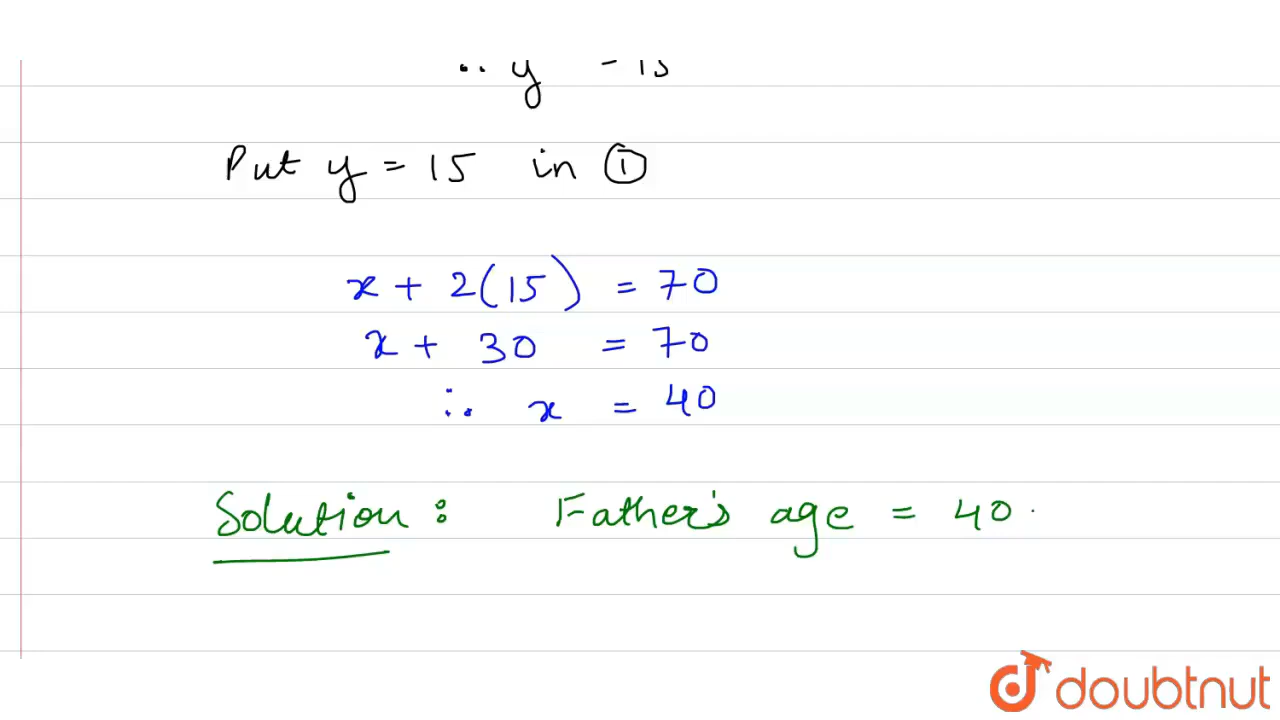 ∴ y = 15
Put y = 15 in ①
x + 2(15) = 70
x + 30 = 70
∴ x = 40
Solution : Father's age = 40
doubtnut